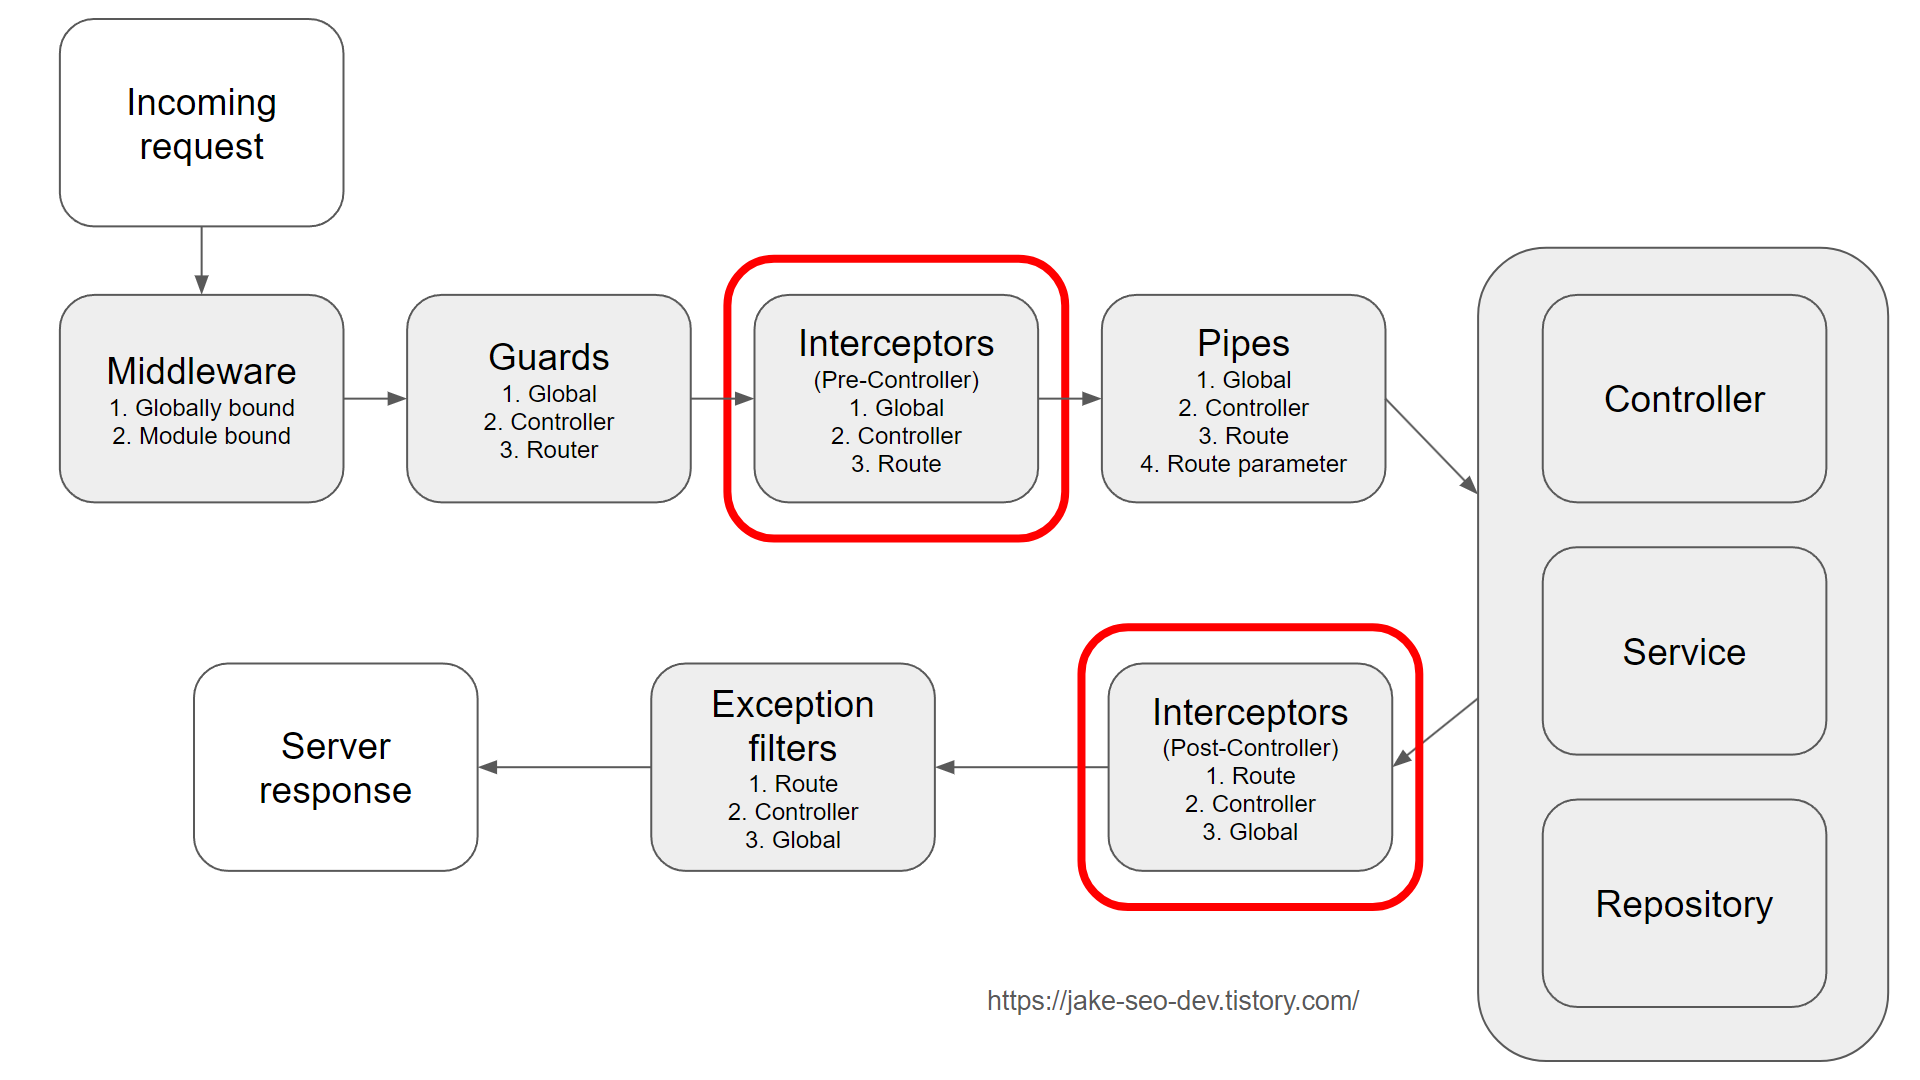 Incoming
request
Middleware
1. Globally bound
2. Module bound
Guards
1. Global
2. Controller
3. Router
Interceptors
(Pre-Controller)
1. Global
2. Controller
3. Route
Pipes
1. Global
2. Controller
3. Route
4. Route parameter
Controller
Service
Repository
Interceptors
(Post-Controller)
1. Route
2. Controller
3. Global
Exception
filters
1. Route
2. Controller
3. Global
Server
response
https://jake-seo-dev.tistory.com/